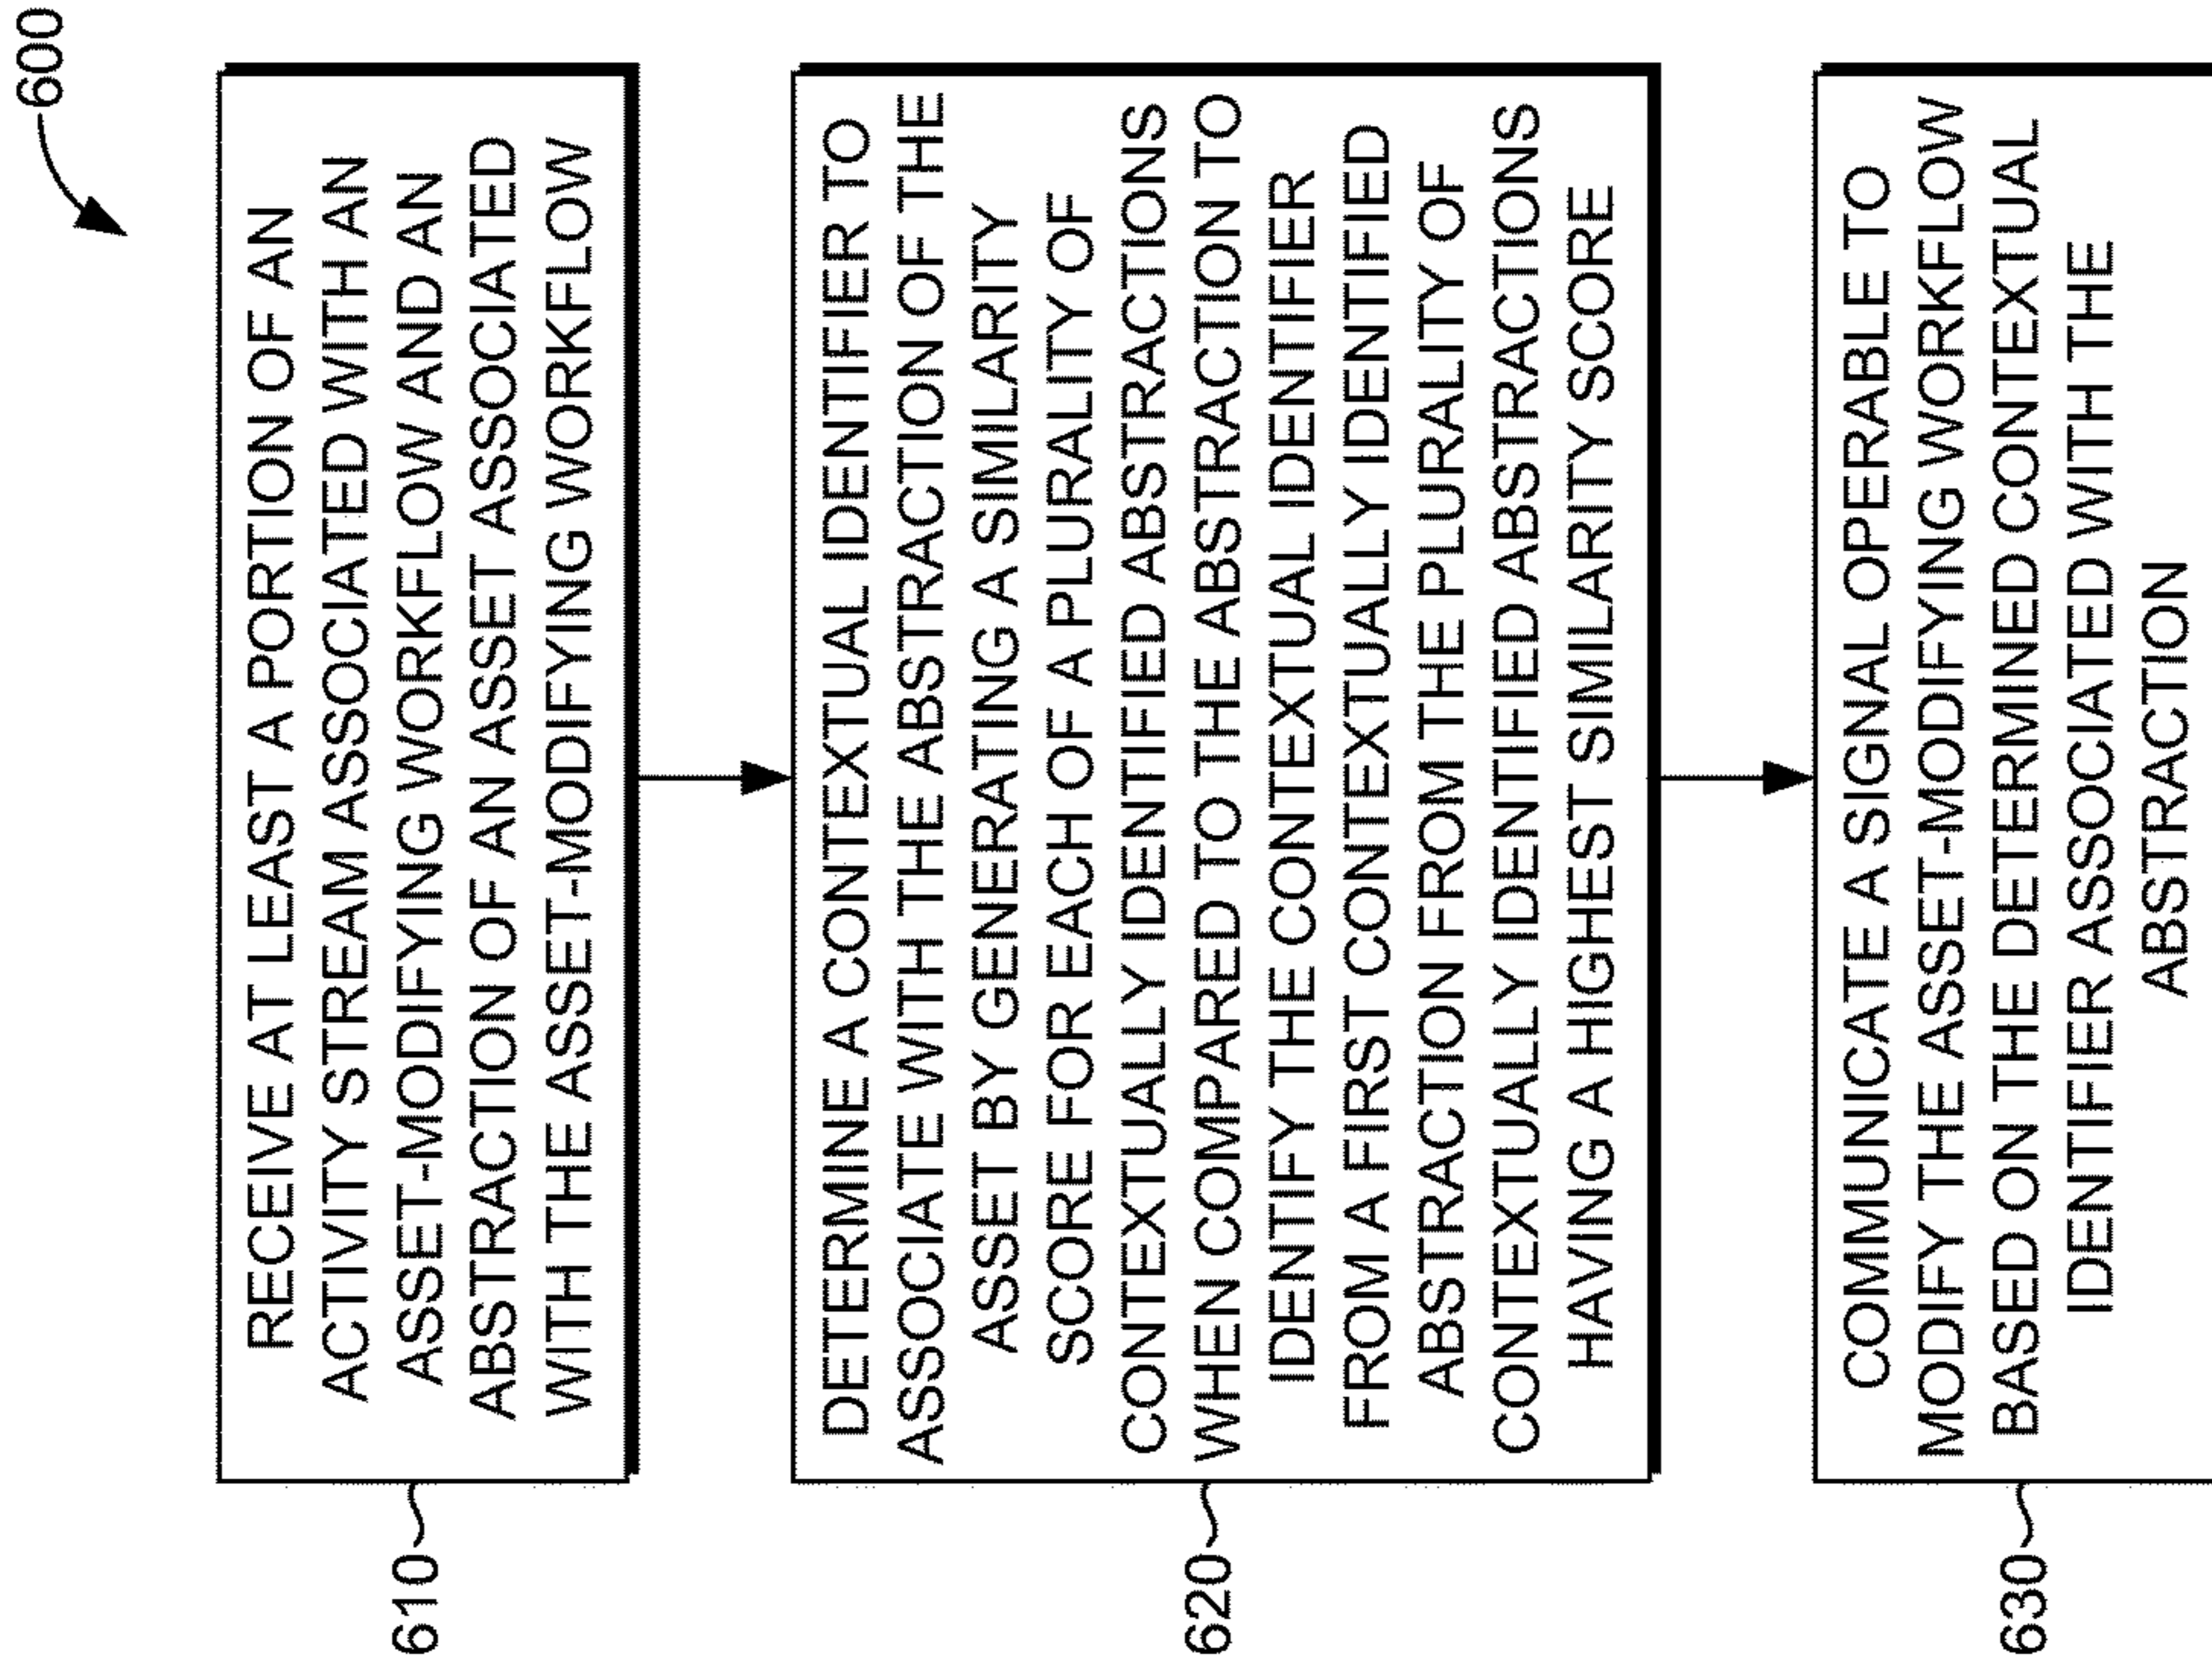 600
610
RECEIVE AT LEAST A PORTION OF AN
ACTIVITY STREAM ASSOCIATED WITH AN
ASSET-MODIFYING WORKFLOW AND AN
ABSTRACTION OF AN ASSET ASSOCIATED
WITH THE ASSET-MODIFYING WORKFLOW
620
DETERMINE A CONTEXTUAL IDENTIFIER TO
ASSOCIATE WITH THE ABSTRACTION OF THE
ASSET BY GENERATING A SIMILARITY
SCORE FOR EACH OF A PLURALITY OF
CONTEXTUALLY IDENTIFIED ABSTRACTIONS
WHEN COMPARED TO THE ABSTRACTION TO
IDENTIFY THE CONTEXTUAL IDENTIFIER
FROM A FIRST CONTEXTUALLY IDENTIFIED
ABSTRACTION FROM THE PLURALITY OF
CONTEXTUALLY IDENTIFIED ABSTRACTIONS
HAVING A HIGHEST SIMILARITY SCORE
630
COMMUNICATE A SIGNAL OPERABLE TO
MODIFY THE ASSET-MODIFYING WORKFLOW
BASED ON THE DETERMINED CONTEXTUAL
IDENTIFIER ASSOCIATED WITH THE
ABSTRACTION